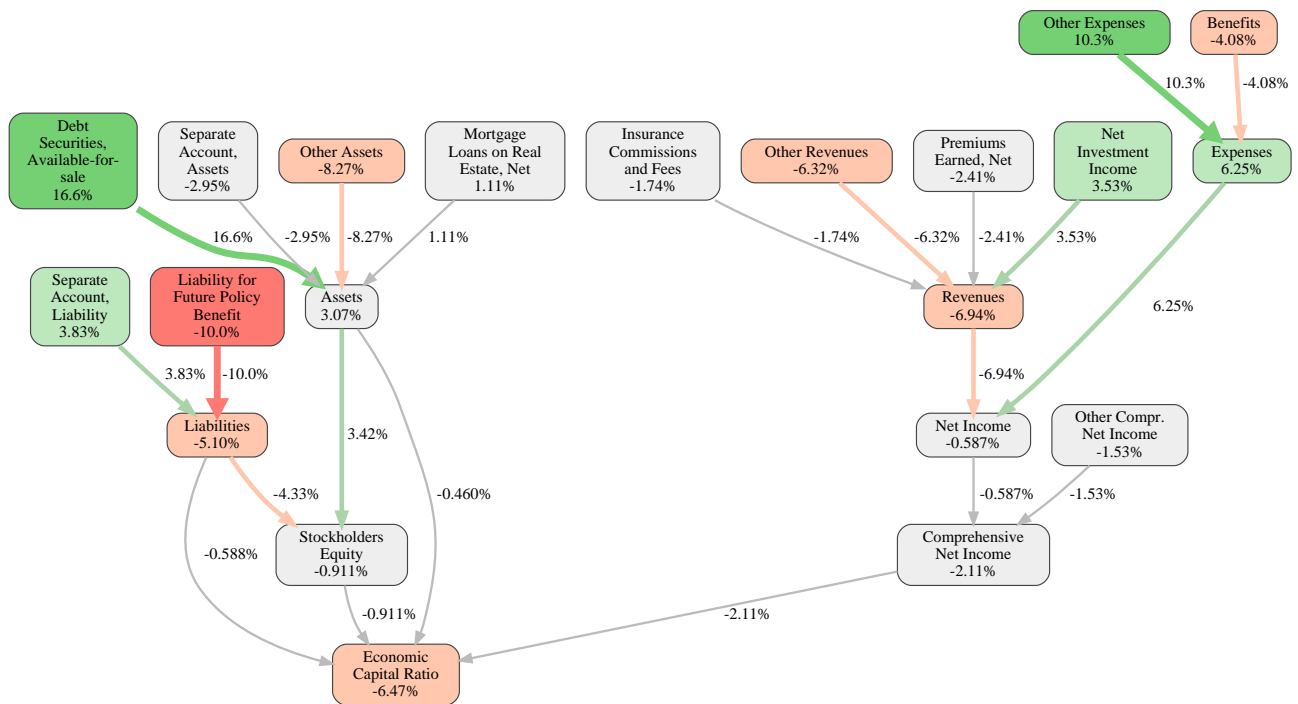 Other Expenses
10.3%
Benefits
-4.08%
10.3%
-4.08%
Debt
Securities,
Available-for-
sale
16.6%
Separate
Account,
Assets
-2.95%
Other Assets
-8.27%
Mortgage
Loans on Real
Estate, Net
1.11%
Insurance
Commissions
and Fees
-1.74%
Other Revenues
-6.32%
Premiums
Earned, Net
-2.41%
Net
Investment
Income
3.53%
Expenses
6.25%
16.6%
-2.95%
-8.27%
1.11%
-1.74%
-6.32%
-2.41%
3.53%
Separate
Account,
Liability
3.83%
Liability for
Future Policy
Benefit
-10.0%
Assets
3.07%
Revenues
-6.94%
6.25%
3.83%
-10.0%
-6.94%
Liabilities
-5.10%
3.42%
Net Income
-0.587%
Other Compr.
Net Income
-1.53%
-4.33%
-0.460%
-0.587%
-1.53%
-0.588%
Stockholders
Equity
-0.911%
Comprehensive
Net Income
-2.11%
-0.911%
-2.11%
Economic
Capital Ratio
-6.47%